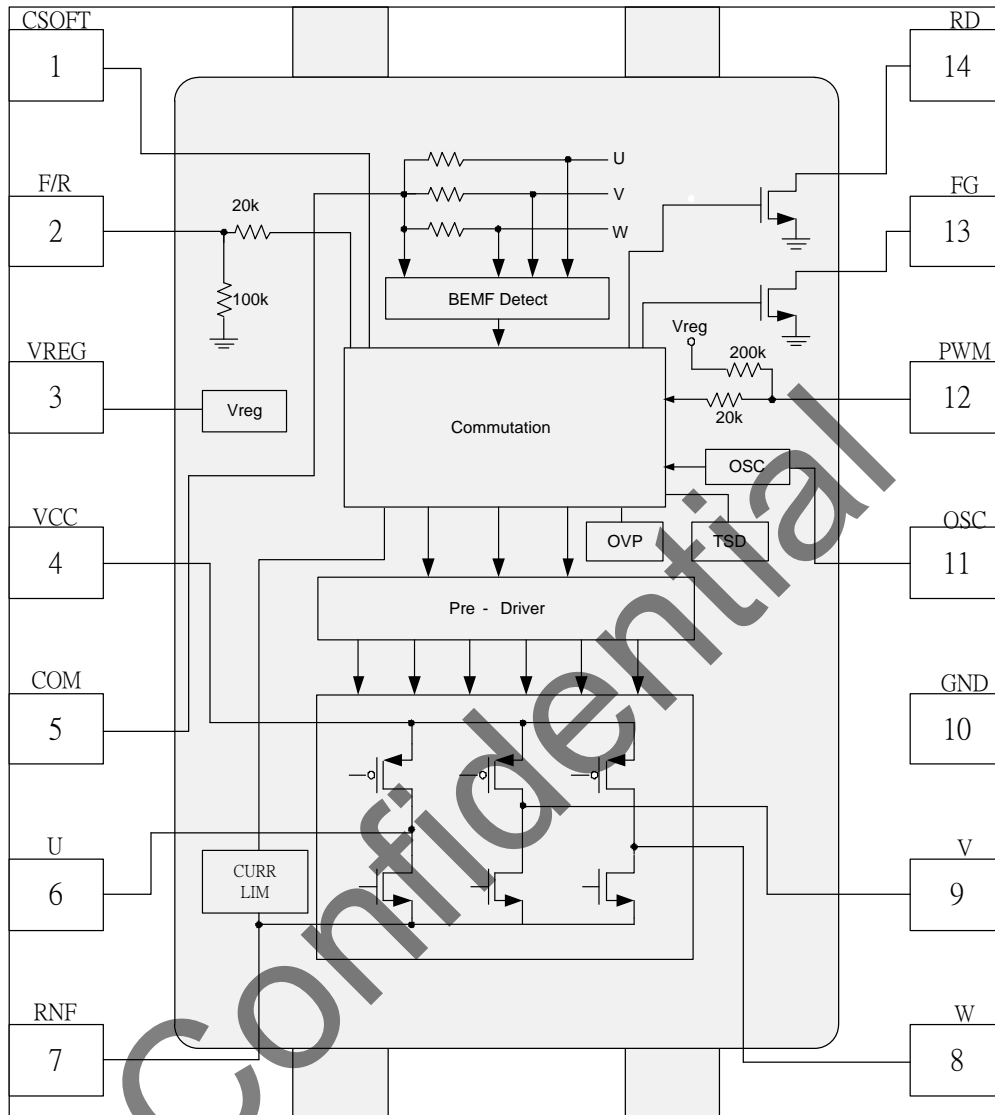 CSOFT
1
F/R
2
VREG
3
VCC
4
COM
5
U
6
RNF
7
RD
14
FG
13
PWM
12
OSC
11
GND
10
V
9
W
8
U
V
W
20k
100k
BEMF Detect
Vreg
200k
20k
Vreg
Commutation
OSC
OVP
TSD
Pre - Driver
CURR
LIM
Confidential